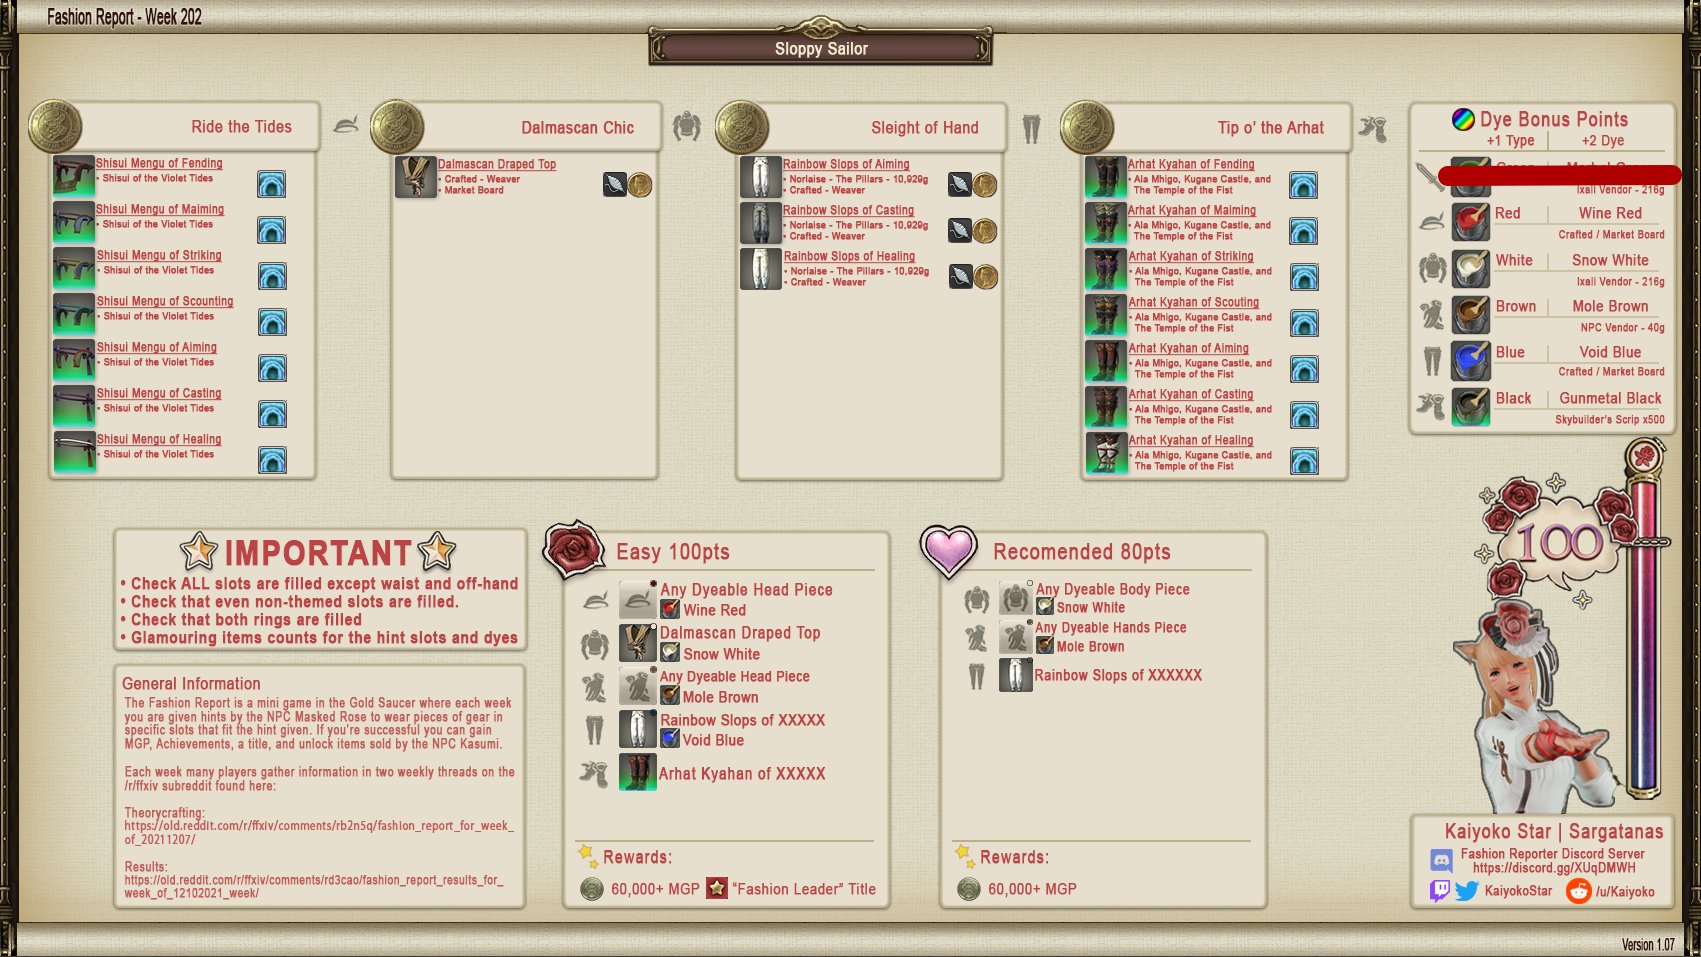 Fashion Report - Week 202
Sloppy Sailor
Ride the Tides
Shisui Mengu of Fending
• Shisui of the Violet Tides
Shisui Mengu of Maiming
• Shisui of the Violet Tides
Shisui Mengu of Striking
• Shisui of the Violet Tides
Shisui Mengu of Scounting
• Shisui of the Violet Tides
Shisui Mengu of Aiming
• Shisui of the Violet Tides
Shisui Mengu of Casting
• Shisui of the Violet Tides
Shisui Mengu of Healing
• Shisui of the Violet Tides
Dalmascan Chic
Dalmascan Draped Top
• Crafted - Weaver
• Market Board
Sleight of Hand
Rainbow Slops of Aiming
• Norlaise - The Pillars - 10,929g
• Crafted - Weaver
Rainbow Slops of Casting
• Norlaise - The Pillars - 10,929g
• Crafted - Weaver
Rainbow Slops of Healing
• Norlaise - The Pillars - 10,929g
• Crafted - Weaver
Tip o' the Arhat
Arhat Kyahan of Fending
• Ala Mhigo, Kugane Castle, and
The Temple of the Fist
Arhat Kyahan of Maiming
• Ala Mhigo, Kugane Castle, and
The Temple of the Fist
Arhat Kyahan of Striking
• Ala Mhigo, Kugane Castle, and
The Temple of the Fist
Arhat Kyahan of Scouting
• Ala Mhigo, Kugane Castle, and
The Temple of the Fist
Arhat Kyahan of Aiming
• Ala Mhigo, Kugane Castle, and
The Temple of the Fist
Arhat Kyahan of Casting
• Ala Mhigo, Kugane Castle, and
The Temple of the Fist
Arhat Kyahan of Healing
• Ala Mhigo, Kugane Castle, and
The Temple of the Fist
Dye Bonus Points
+1 Type +2 Dye
Ixali Vendor - 216g
Red Wine Red
Crafted / Market Board
White Snow White
Ixali Vendor - 216g
Brown Mole Brown
NPC Vendor - 40g
Blue Void Blue
Crafted / Market Board
Black Gunmetal Black
Skybuilder's Scrip x500
IMPORTANT
• Check ALL slots are filled except waist and off-hand
• Check that even non-themed slots are filled.
• Check that both rings are filled
• Glamouring items counts for the hint slots and dyes
General Information
The Fashion Report is a mini game in the Gold Saucer where each week
you are given hints by the NPC Masked Rose to wear pieces of gear in
specific slots that fit the hint given. If you're successful you can gain
MGP, Achievements, a title, and unlock items sold by the NPC Kasumi.
Each week many players gather information in two weekly threads on the
/r/ffxiv subreddit found here:
Theorycrafting:
https://old.reddit.com/r/ffxiv/comments/rb2n5q/fashion_report_for_week_
of_20211207/
Results:
https://old.reddit.com/r/ffxiv/comments/rd3cao/fashion_report_results_for_
week_of_12102021_week/
Easy 100pts
Any Dyeable Head Piece
Wine Red
Dalmascan Draped Top
Snow White
Any Dyeable Head Piece
Mole Brown
Rainbow Slops of XXXXX
Void Blue
Arhat Kyahan of XXXXX
Rewards:
60,000+ MGP "Fashion Leader" Title
Recomended 80pts
Any Dyeable Body Piece
Snow White
Any Dyeable Hands Piece
Mole Brown
Rainbow Slops of XXXXXX
Rewards:
60,000+ MGP
100
Kaiyoko Star | Sargatanas
Fashion Reporter Discord Server
https://discord.gg/XUqDMWH
KaiyokoStar /u/Kaiyoko
Version 1.07